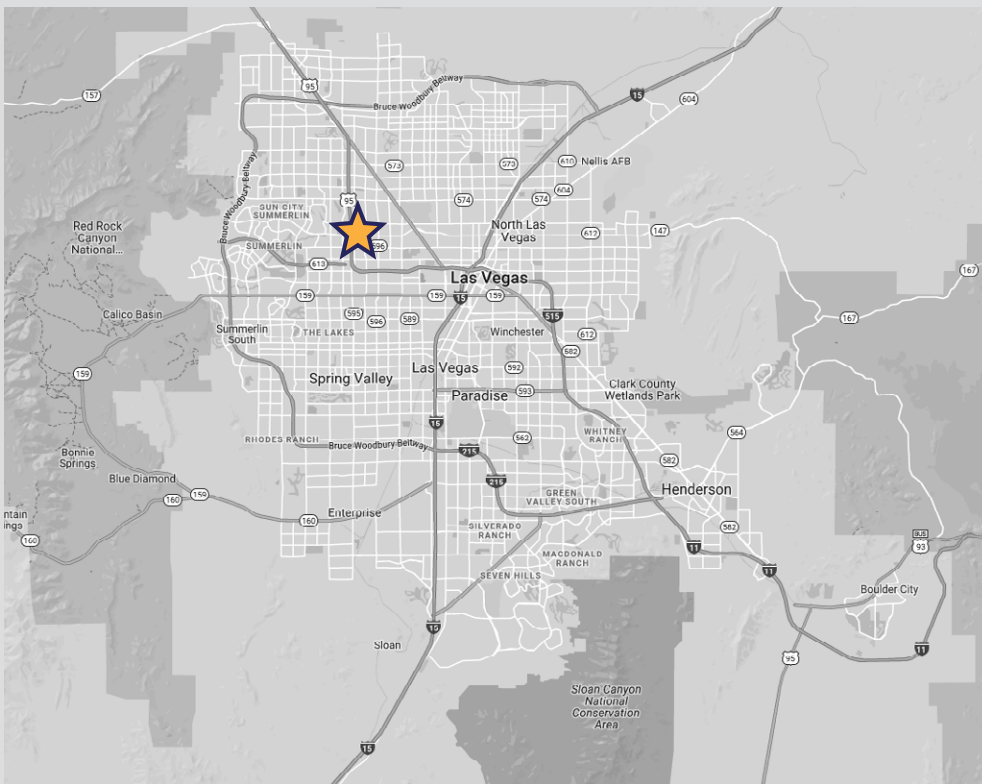 95
157
Bruce Woodbury Beltway
15
604
573
573
610
Nellis AFB
Bruce Woodbury Beltway
604
95
574
574
SUN CITY
SUMMERLIN
Red Rock
Canyon
National...
North Las
Vegas
612
147
SUMMERLIN
596
613
Las Vegas
167
159
159
15
159
Calico Basin
595
596
589
515
167
Summerlin
South
THE LAKES
Winchester
612
582
Las Vegas
592
159
Spring Valley
Paradise
593
Clark County
Wetlands Park
15
564
RHODES RANCH
Bruce Woodbury Beltway
215
562
WHITNEY
RANCH
Bonnie
Springs
582
Blue Diamond
215
160
159
GREEN
VALLEY SOUTH
Henderson
Enterprise
160
ntain
ings
160
SILVERADO
RANCH
582
BUS
93
11
MACDONALD
RANCH
SEVEN HILLS
11
Boulder City
15
Sloan
11
95
Sloan Canyon
National
Conservation
Area
15